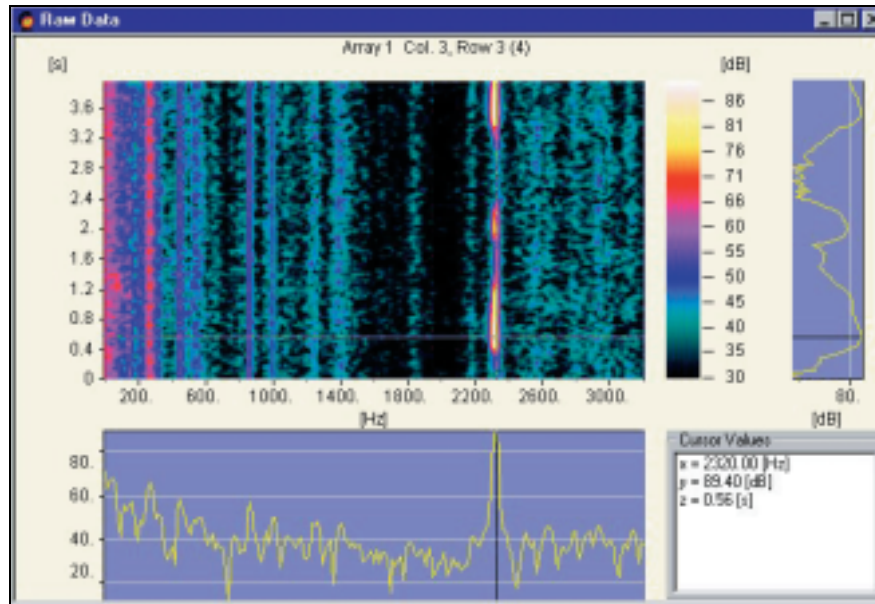 Raw Data
Array 1 Col. 3, Row 3 (4)
[s]
[dB]
3.6
3.2
2.8
2.4
2.
1.6
1.2
0.8
0.4
0
200. 600. 1000. 1400. 1800. 2200. 2600. 3000.
[Hz]
86
81
76
71
66
60
55
50
45
40
35
30
80.
[dB]
80.
60.
40.
20.
Cursor Values
x = 2320.00 [Hz]
y = 89.40 [dB]
z = 0.56 [s]